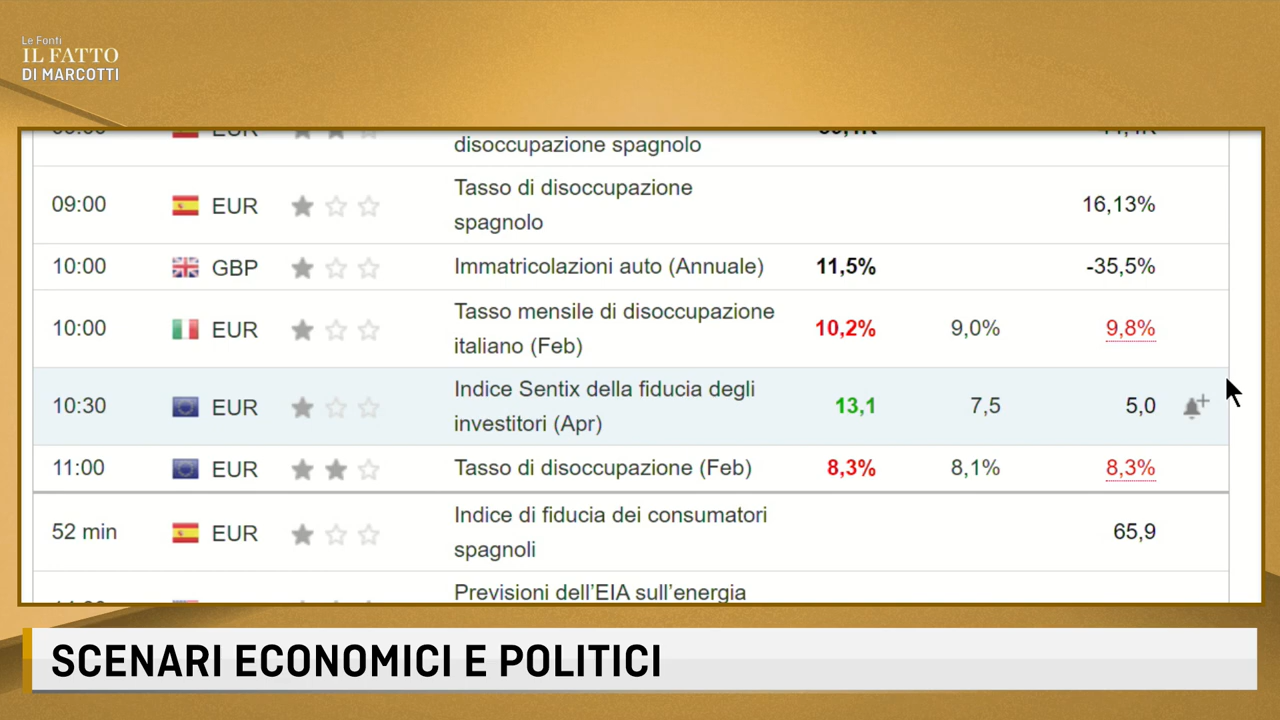 Le Fonti
IL FATTO
DI MARCOTTI
EUR
disoccupazione spagnolo
09:00 EUR Tasso di disoccupazione spagnolo 16,13%
10:00 GBP Immatricolazioni auto (Annuale) 11,5% -35,5%
10:00 EUR Tasso mensile di disoccupazione italiano (Feb) 10,2% 9,0% 9,8%
10:30 EUR Indice Sentix della fiducia degli investitori (Apr) 13,1 7,5 5,0
11:00 EUR Tasso di disoccupazione (Feb) 8,3% 8,1% 8,3%
52 min EUR Indice di fiducia dei consumatori spagnoli 65,9
Previsioni dell'EIA sull'energia
SCENARI ECONOMICI E POLITICI